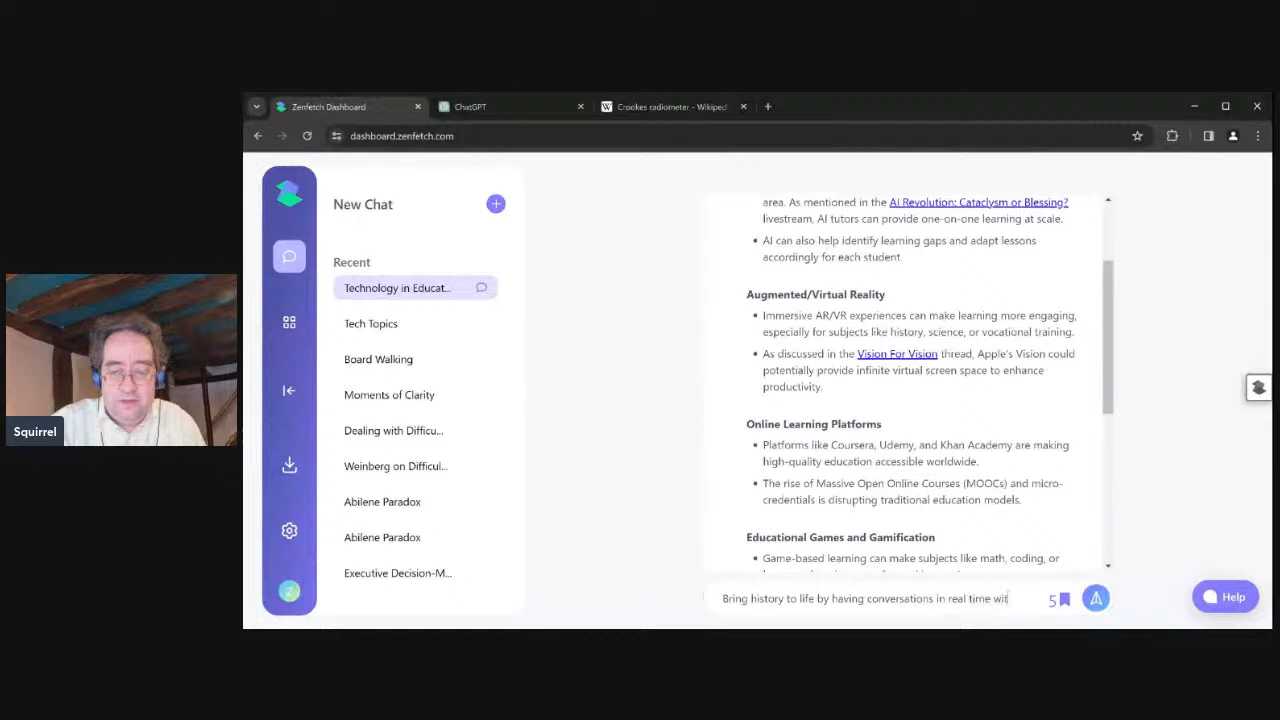 Zenfetch Dashboard
ChatGPT
Crookes radiometer - Wikiped
dashboard.zenfetch.com
New Chat
Recent
Technology in Educat...
Tech Topics
Board Walking
Moments of Clarity
Dealing with Difficu...
Weinberg on Difficul...
Abilene Paradox
Abilene Paradox
Executive Decision-M...
area. As mentioned in the AI Revolution: Cataclysm or Blessing?
livestream, AI tutors can provide one-on-one learning at scale.
• AI can also help identify learning gaps and adapt lessons
accordingly for each student.
Augmented/Virtual Reality
• Immersive AR/VR experiences can make learning more engaging,
especially for subjects like history, science, or vocational training.
• As discussed in the Vision For Vision thread, Apple's Vision could
potentially provide infinite virtual screen space to enhance
productivity.
Online Learning Platforms
• Platforms like Coursera, Udemy, and Khan Academy are making
high-quality education accessible worldwide.
• The rise of Massive Open Online Courses (MOOCs) and micro-
credentials is disrupting traditional education models.
Educational Games and Gamification
• Game-based learning can make subjects like math, coding, or
Bring history to life by having conversations in real time wit
5
Help
Squirrel